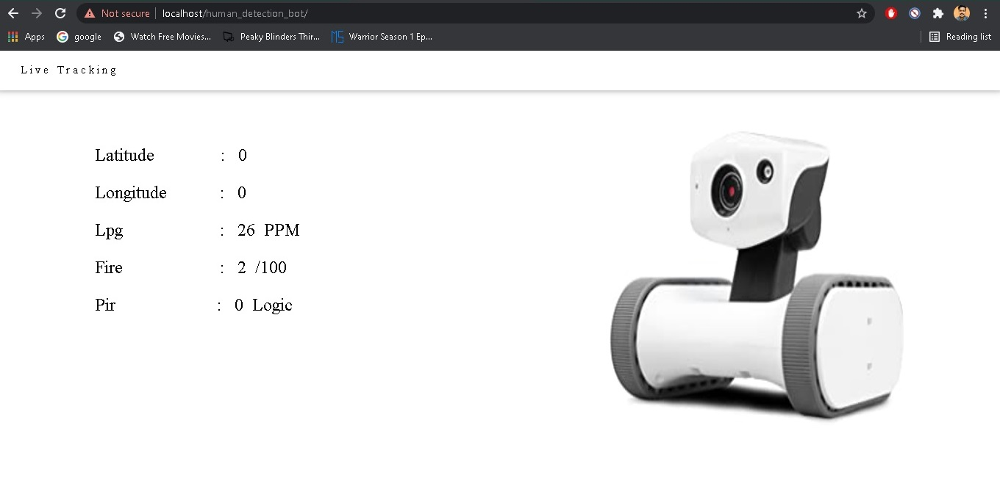 Not secure localhost/human_detection_bot/
Apps google Watch Free Movies... Peaky Blinders Thir... Warrior Season 1 Ep... Reading list
Live Tracking
Latitude : 0
Longitude : 0
Lpg : 26 PPM
Fire : 2 /100
Pir : 0 Logic